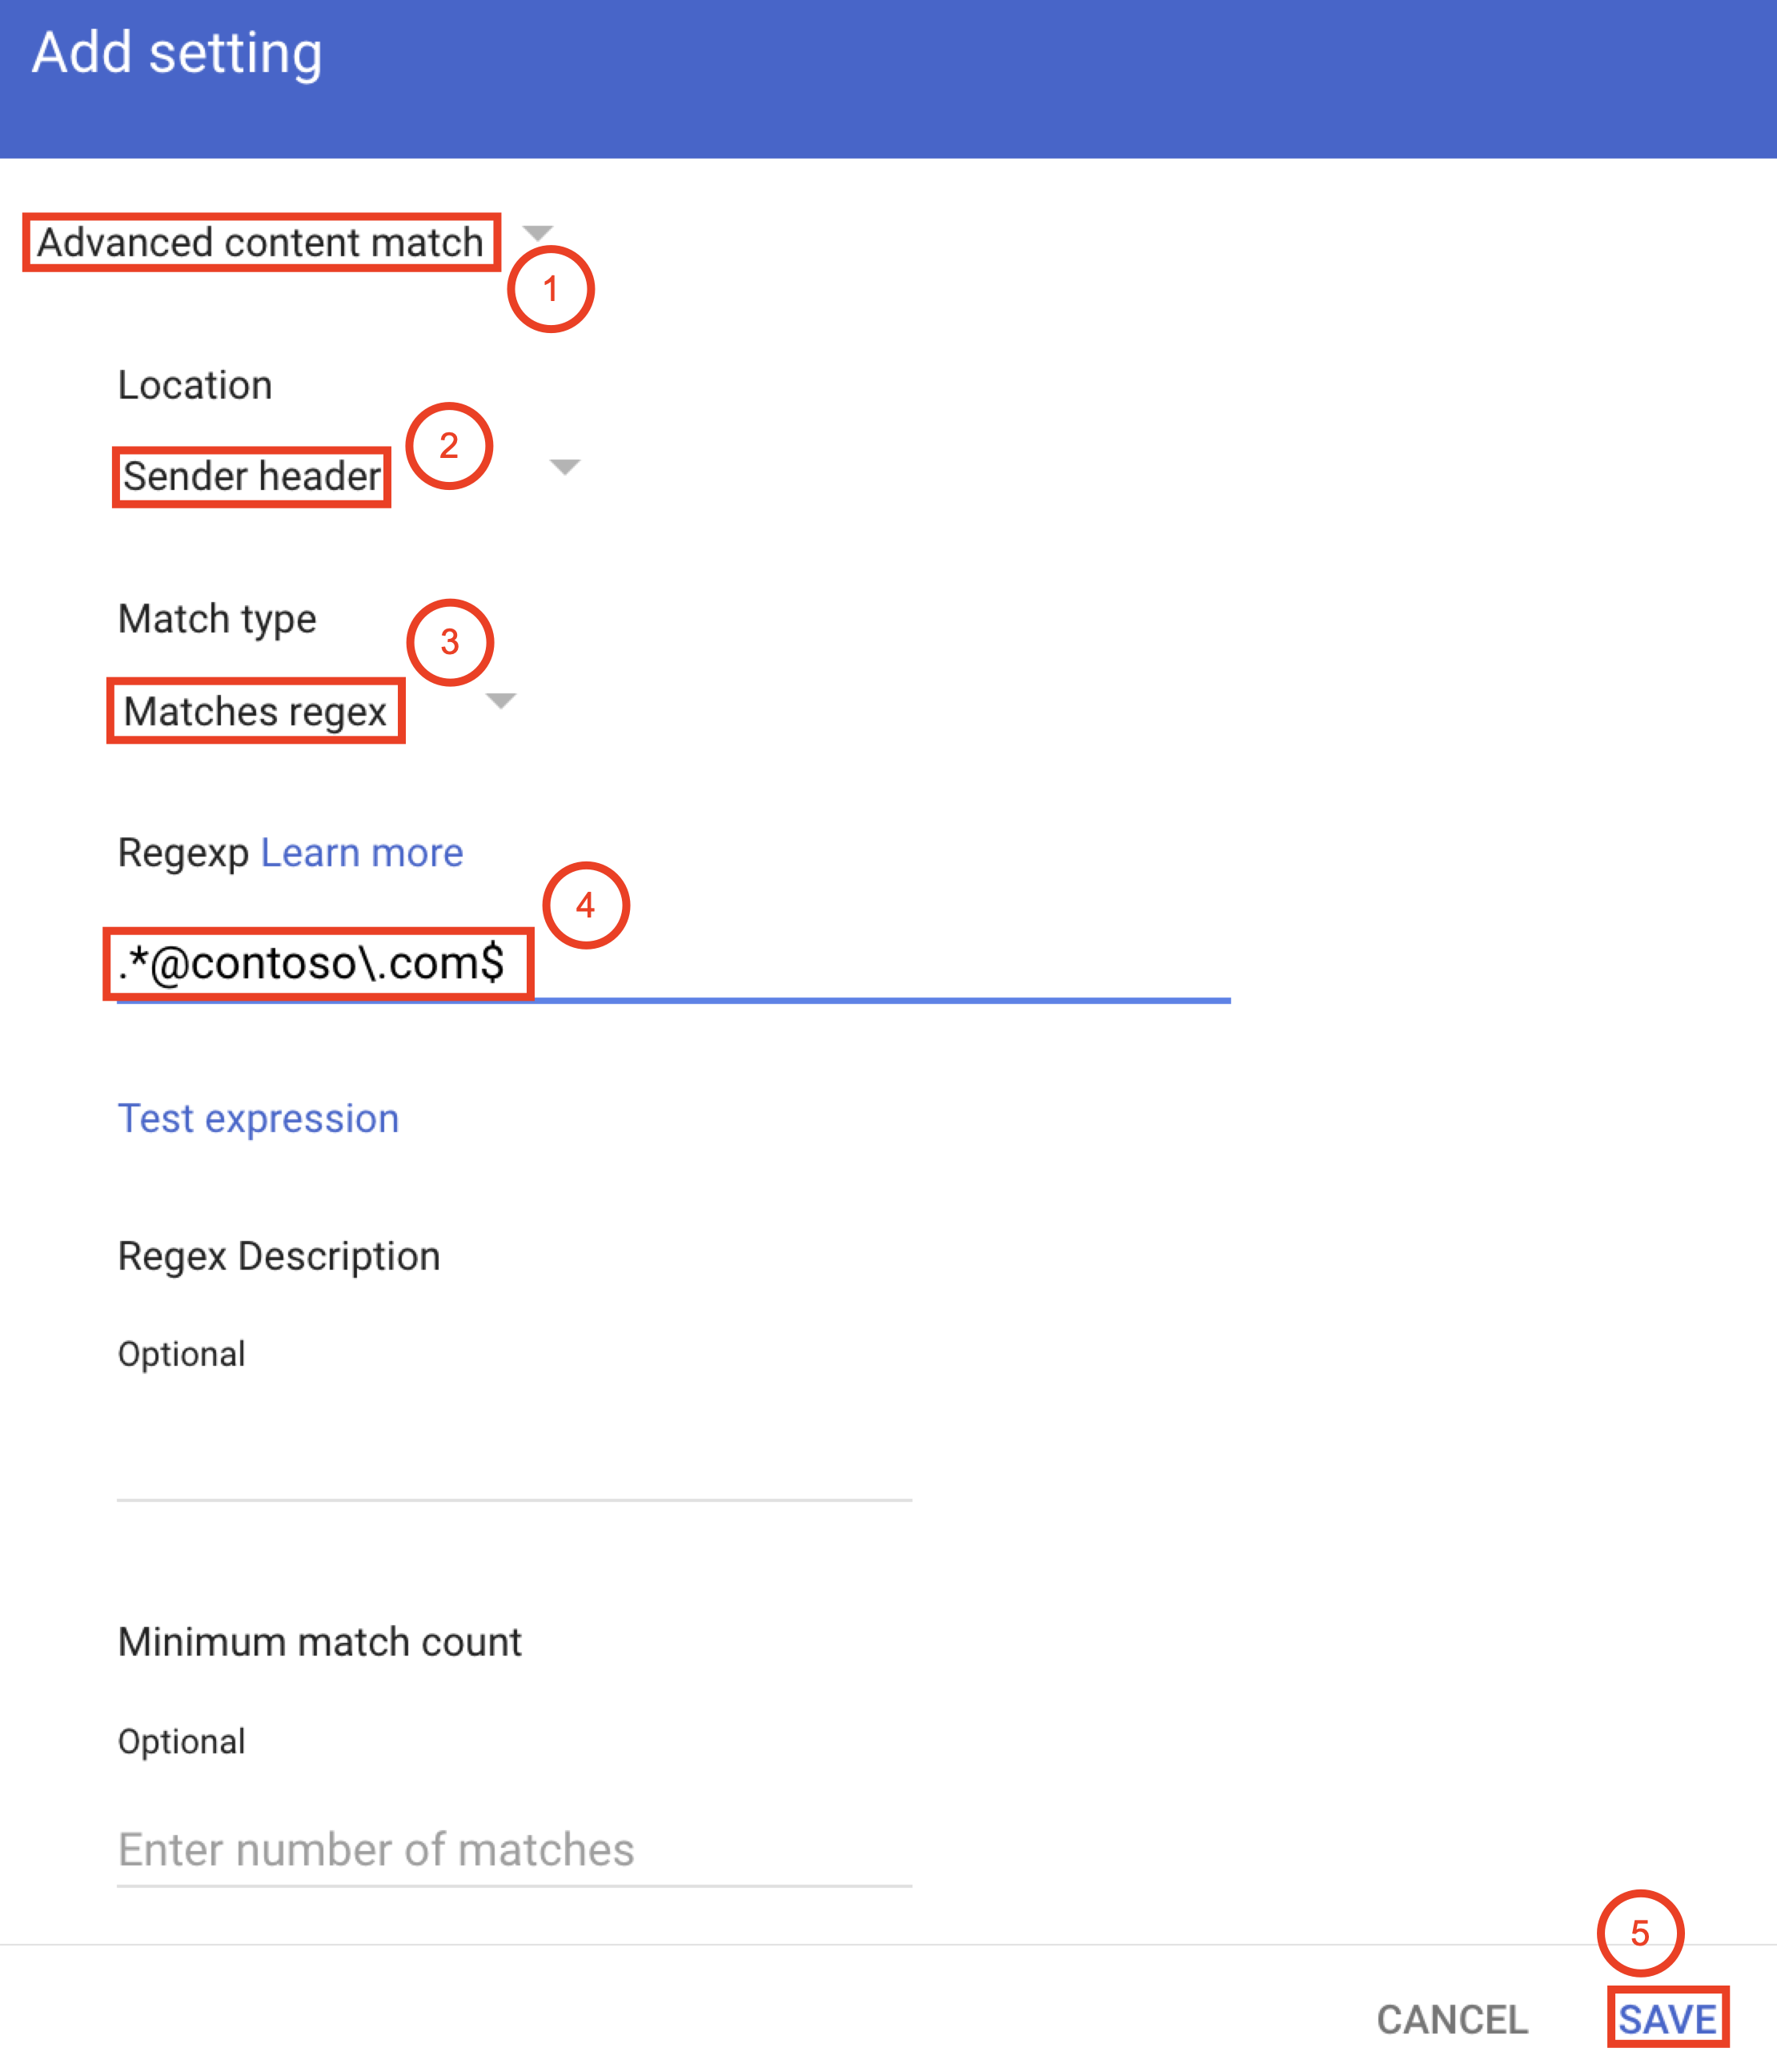 Add setting
Advanced content match
1
Location
2
Sender header
Match type
3
Matches regex
Regexp Learn more
4
.*@contoso\.com$
Test expression
Regex Description
Optional
Minimum match count
Optional
Enter number of matches
5
CANCEL SAVE